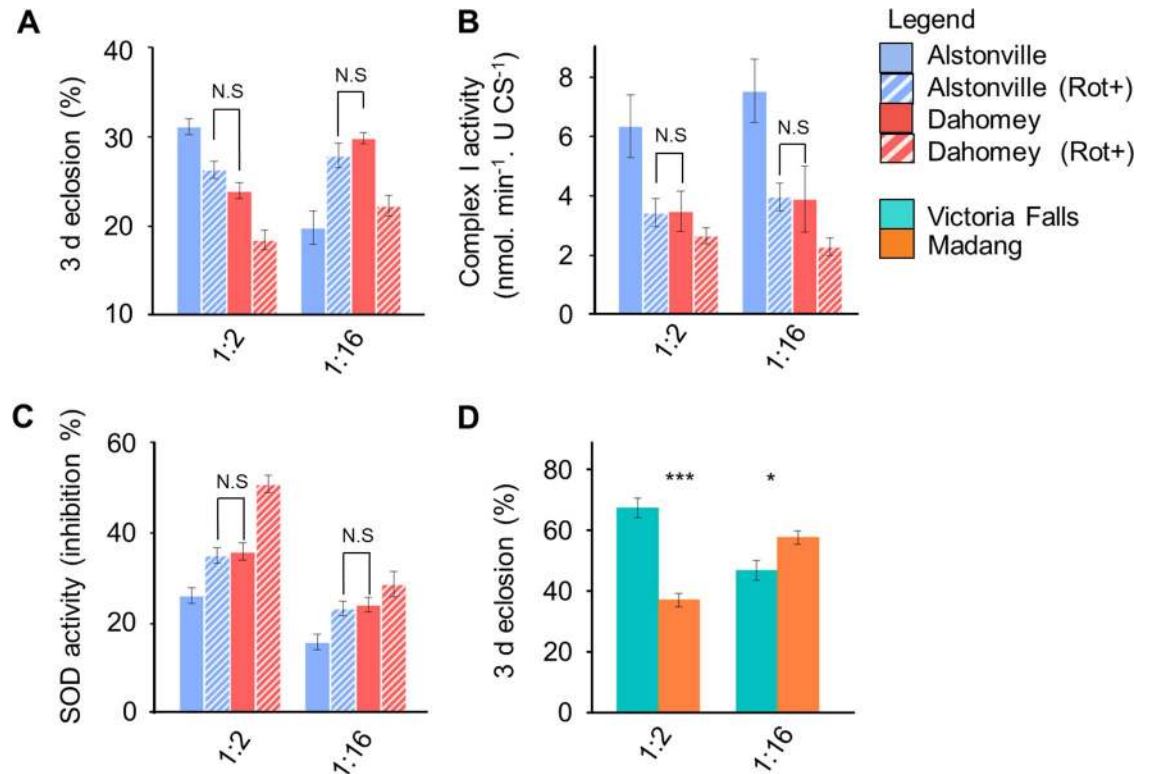 A
3 d eclosion (%)
40
30
20
10
N.S
N.S
1:2
1:16
B
Complex I activity
(nmol. min⁻¹. U CS⁻¹)
8
6
4
2
0
N.S
N.S
1:2
1:16
Legend
Alstonville
Alstonville (Rot+)
Dahomey
Dahomey (Rot+)
Victoria Falls
Madang
C
SOD activity (inhibition %)
60
40
20
0
N.S
N.S
1:2
1:16
D
3 d eclosion (%)
80
60
40
20
0
***
*
1:2
1:16